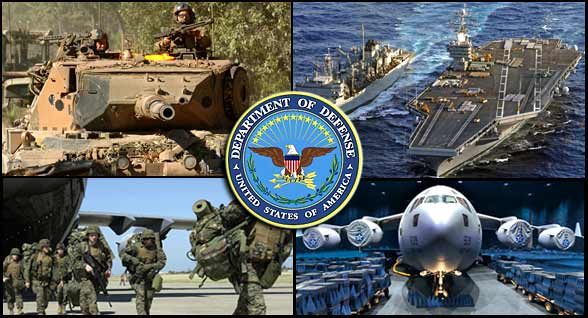 DEPARTMENT OF DEFENSE
UNITED STATES OF AMERICA